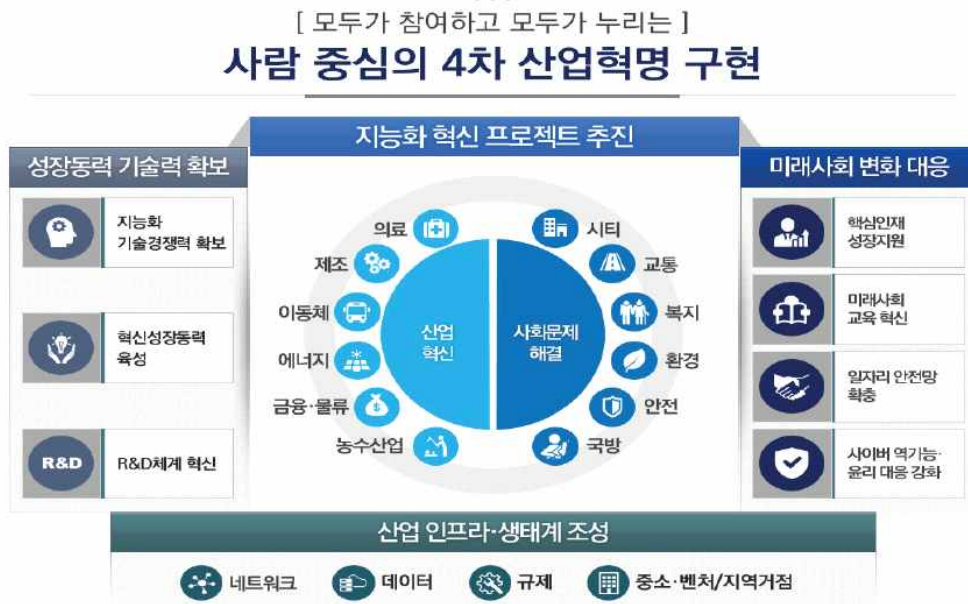 [ 모두가 참여하고 모두가 누리는 ]
사람 중심의 4차 산업혁명 구현
지능화 혁신 프로젝트 추진
성장동력 기술력 확보
지능화
기술경쟁력 확보
혁신성장동력
육성
R&D
R&D체계 혁신
의료
제조
이동체
에너지
금융·물류
농수산업
산업
혁신
사회문제
해결
시티
교통
복지
환경
안전
국방
미래사회 변화 대응
핵심인재
성장지원
미래사회
교육 혁신
일자리 안전망
확충
사이버 역기능·
윤리 대응 강화
산업 인프라·생태계 조성
네트워크
데이터
규제
중소·벤처/지역거점